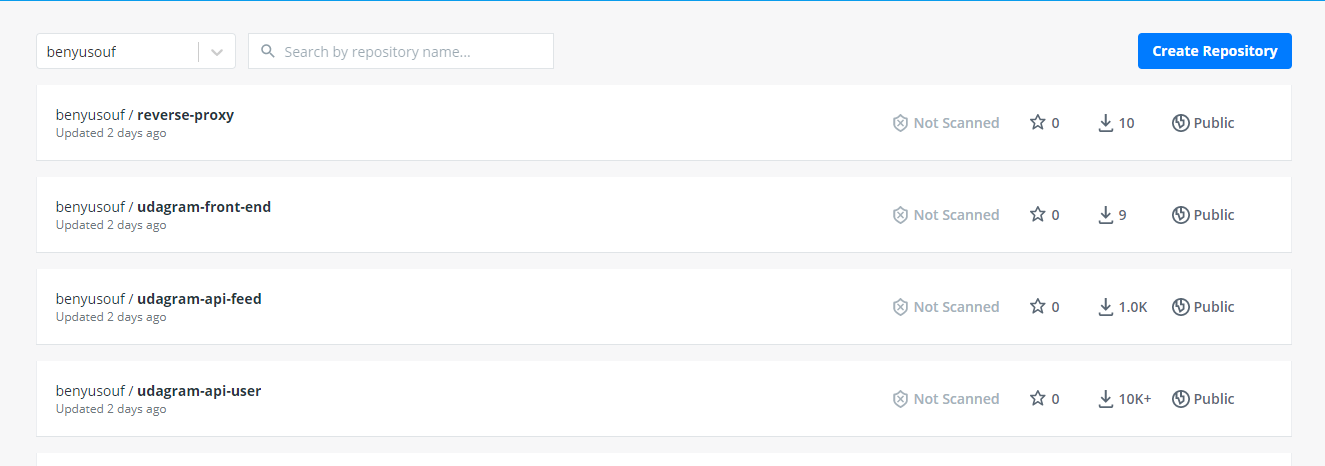 benyusouf
Search by repository name...
Create Repository
benyusouf / reverse-proxy
Updated 2 days ago
Not Scanned
0
10
Public
benyusouf / udagram-front-end
Updated 2 days ago
Not Scanned
0
9
Public
benyusouf / udagram-api-feed
Updated 2 days ago
Not Scanned
0
1.0K
Public
benyusouf / udagram-api-user
Updated 2 days ago
Not Scanned
0
10K+
Public